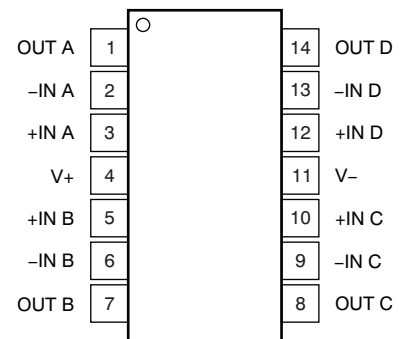 OUT A 1 14 OUT D
−IN A 2 13 −IN D
+IN A 3 12 +IN D
V+ 4 11 V−
+IN B 5 10 +IN C
−IN B 6 9 −IN C
OUT B 7 8 OUT C